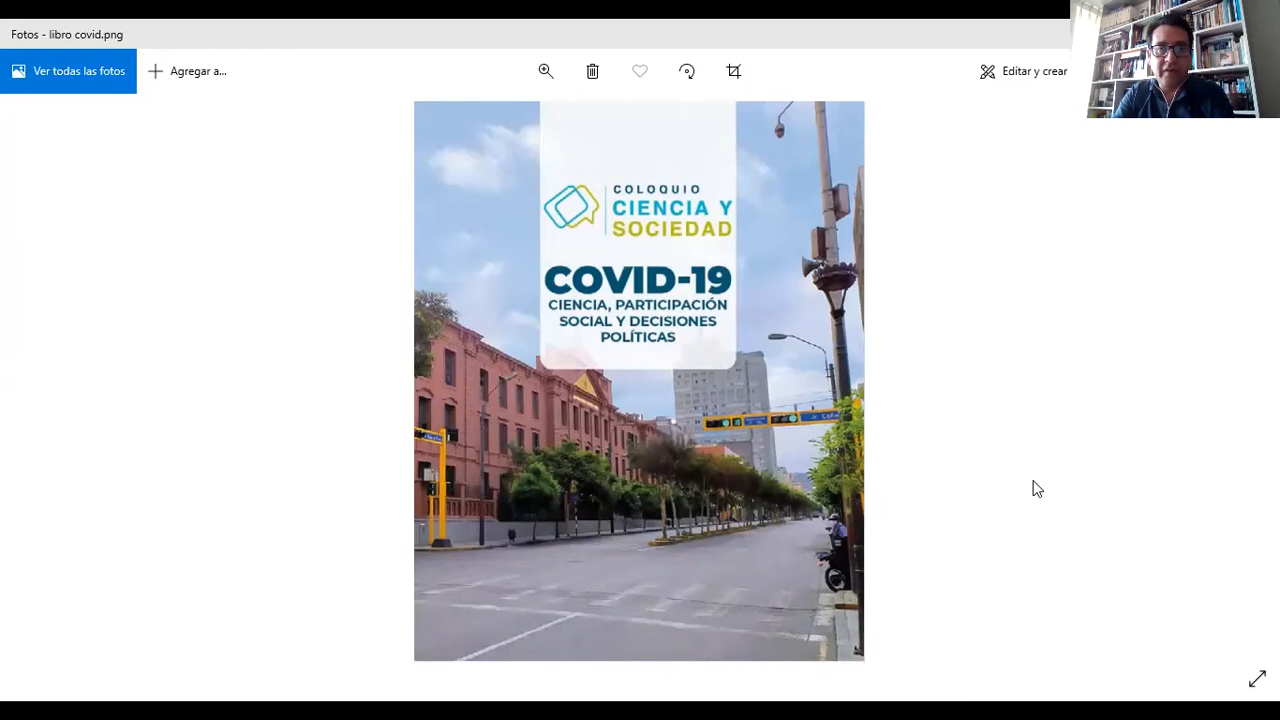 Fotos - libro covid.png
Ver todas las fotos
Agregar a...
Editar y crear
COLOQUIO
CIENCIA Y
SOCIEDAD
COVID-19
CIENCIA, PARTICIPACIÓN
SOCIAL Y DECISIONES
POLÍTICAS